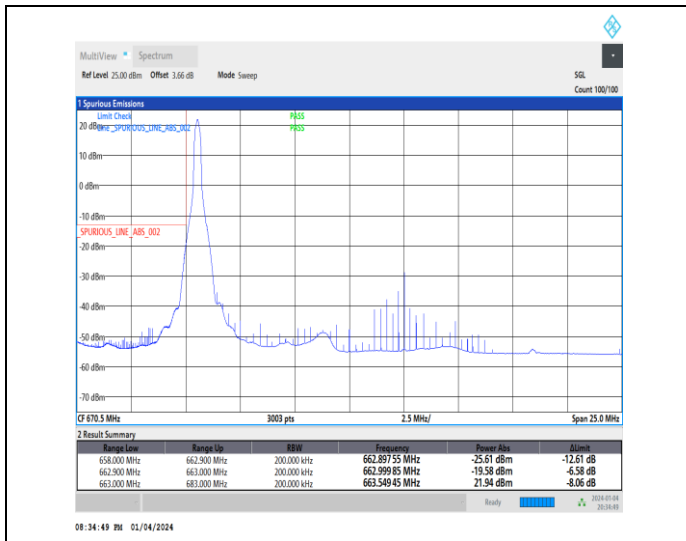 MultiView Spectrum
Ref Level 25.00 dBm Offset 3.66 dB Mode Sweep SGL
Count 100/100
1 Spurious Emissions
Limit Check PASS
Line _SPURIOUS_LINE_ABS_002 PASS
20 dBm
10 dBm
0 dBm
-10 dBm
_SPURIOUS_LINE_ABS_002
-20 dBm
-30 dBm
-40 dBm
-50 dBm
-60 dBm
-70 dBm
CF 670.5 MHz 3003 pts 2.5 MHz/ Span 25.0 MHz
2 Result Summary
Range Low Range Up RBW Frequency Power Abs ΔLimit
658.000 MHz 662.900 MHz 200.000 kHz 662.89755 MHz -25.61 dBm -12.61 dB
662.900 MHz 663.000 MHz 200.000 kHz 662.99985 MHz -19.58 dBm -6.58 dB
663.000 MHz 683.000 MHz 200.000 kHz 663.54945 MHz 21.94 dBm -8.06 dB
Ready 2024-01-04
20:34:49
08:34:49 PM 01/04/2024